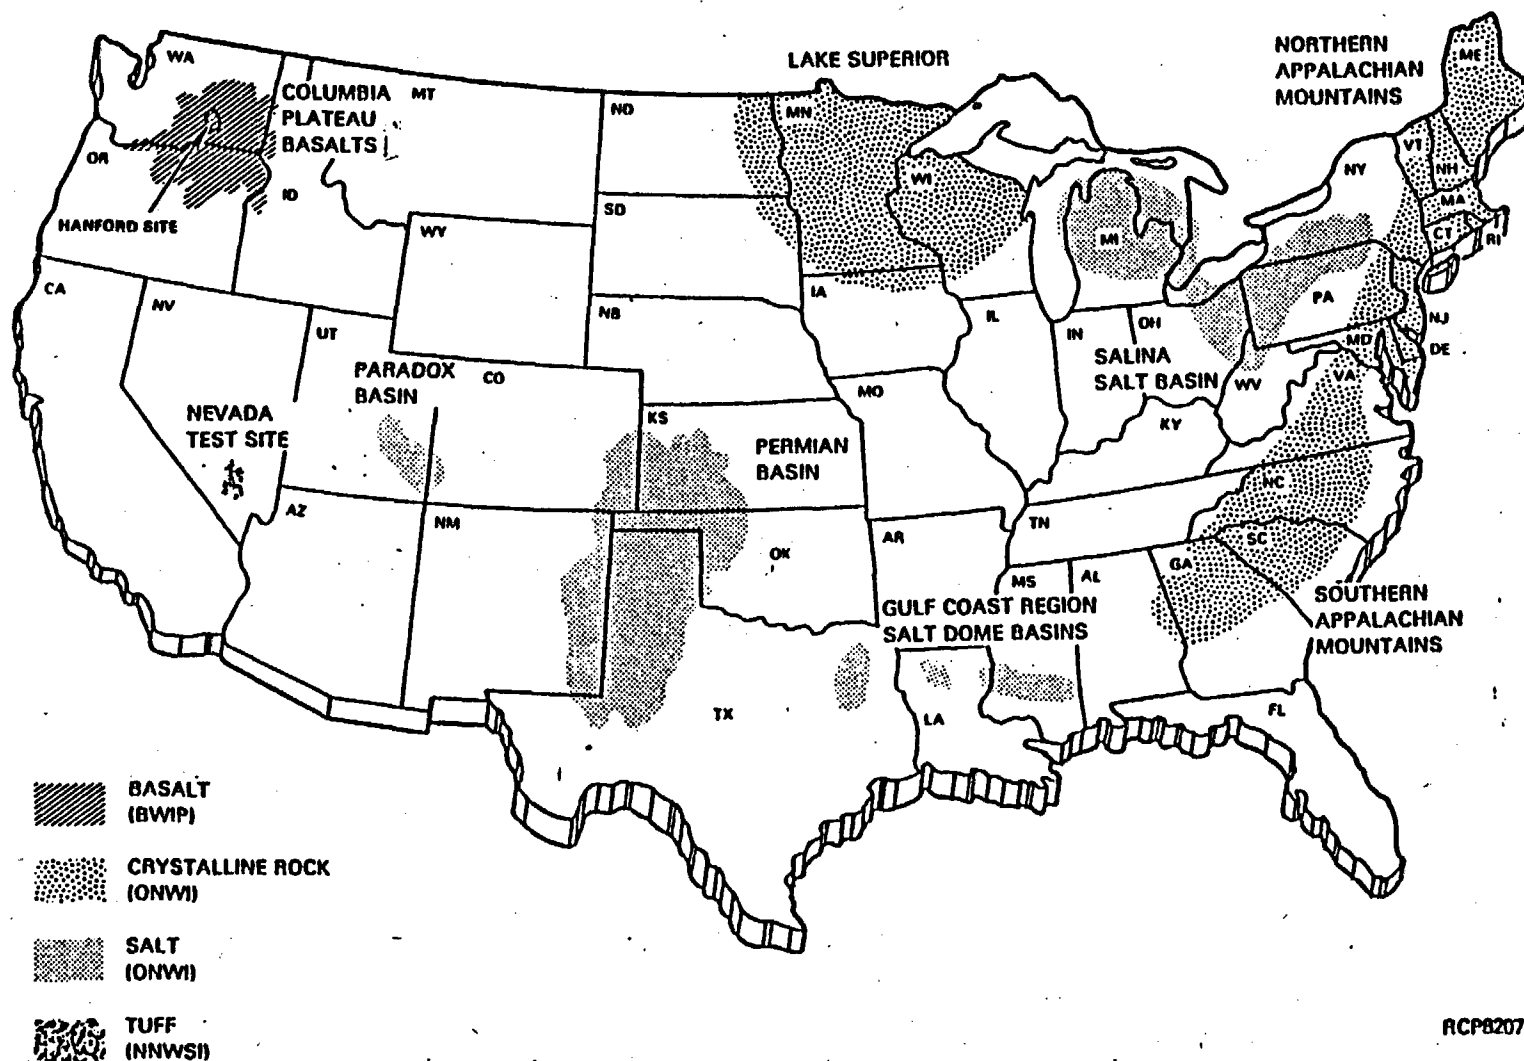 LAKE SUPERIOR
NORTHERN
APPALACHIAN
MOUNTAINS
COLUMBIA
PLATEAU
BASALTS
HANFORD SITE
NEVADA
TEST SITE
PARADOX
BASIN
PERMIAN
BASIN
SALINA
SALT BASIN
GULF COAST REGION
SALT DOME BASINS
SOUTHERN
APPALACHIAN
MOUNTAINS
WA
OR
ID
MT
ND
MN
WI
MI
NY
VT
NH
ME
MA
CT
RI
SD
WY
CA
NV
UT
CO
NB
IA
IL
IN
OH
PA
NJ
DE
MD
VA
WV
KY
KS
MO
AZ
NM
OK
AR
TN
NC
SC
GA
MS
AL
TX
LA
FL
BASALT
(BWIP)
CRYSTALLINE ROCK
(ONWI)
SALT
(ONWI)
TUFF
(NNWSI)
RCP8207